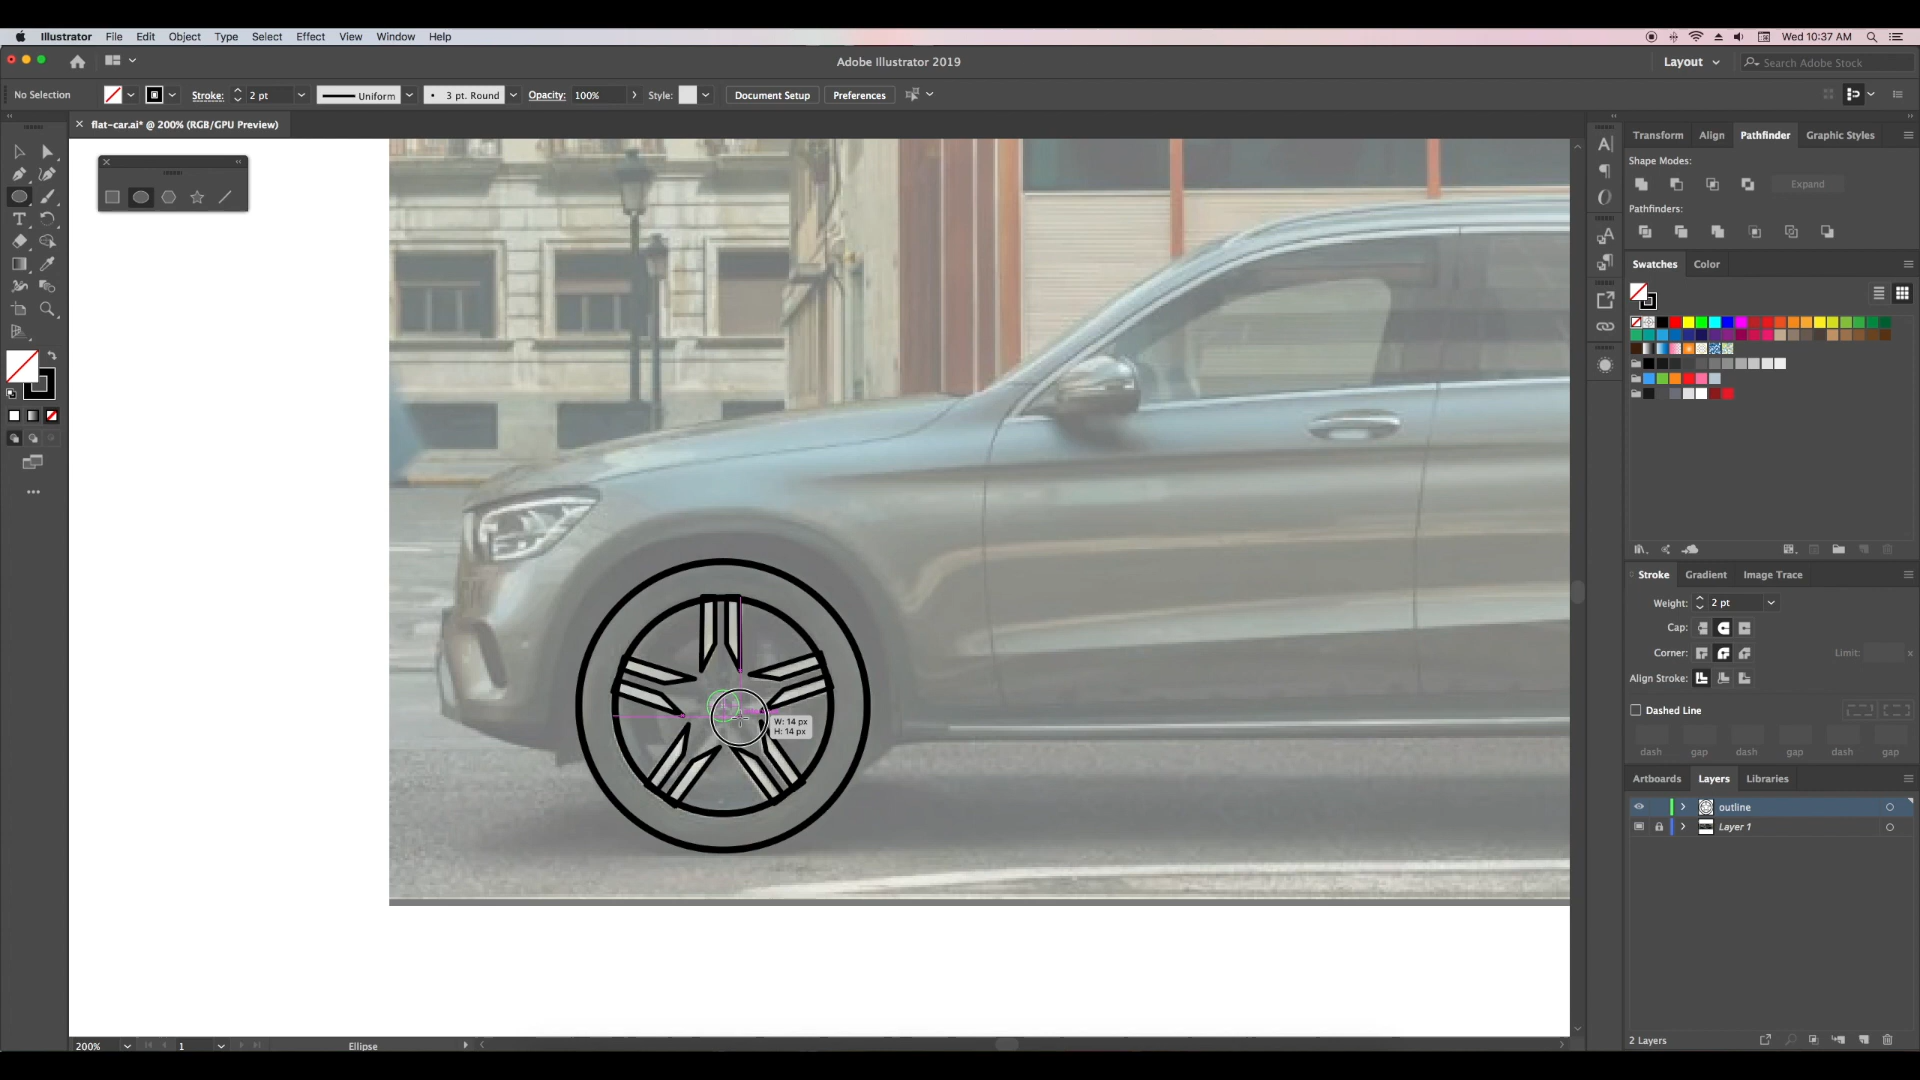 Illustrator File Edit Object Type Select Effect View Window Help Wed 10:37 AM
Adobe Illustrator 2019 Layout Search Adobe Stock
No Selection Stroke: 2 pt Uniform 3 pt. Round Opacity: 100% Style: Document Setup Preferences
flat-car.ai* @ 200% (RGB/GPU Preview)
Transform Align Pathfinder Graphic Styles
Shape Modes:
Expand
Pathfinders:
Swatches Color
Stroke Gradient Image Trace
Weight: 2 pt
Cap:
Corner: Limit: x
Align Stroke:
Dashed Line
dash gap dash gap dash gap
W: 14 px
H: 14 px
Artboards Layers Libraries
outline
Layer 1
2 Layers
200% 1 Ellipse